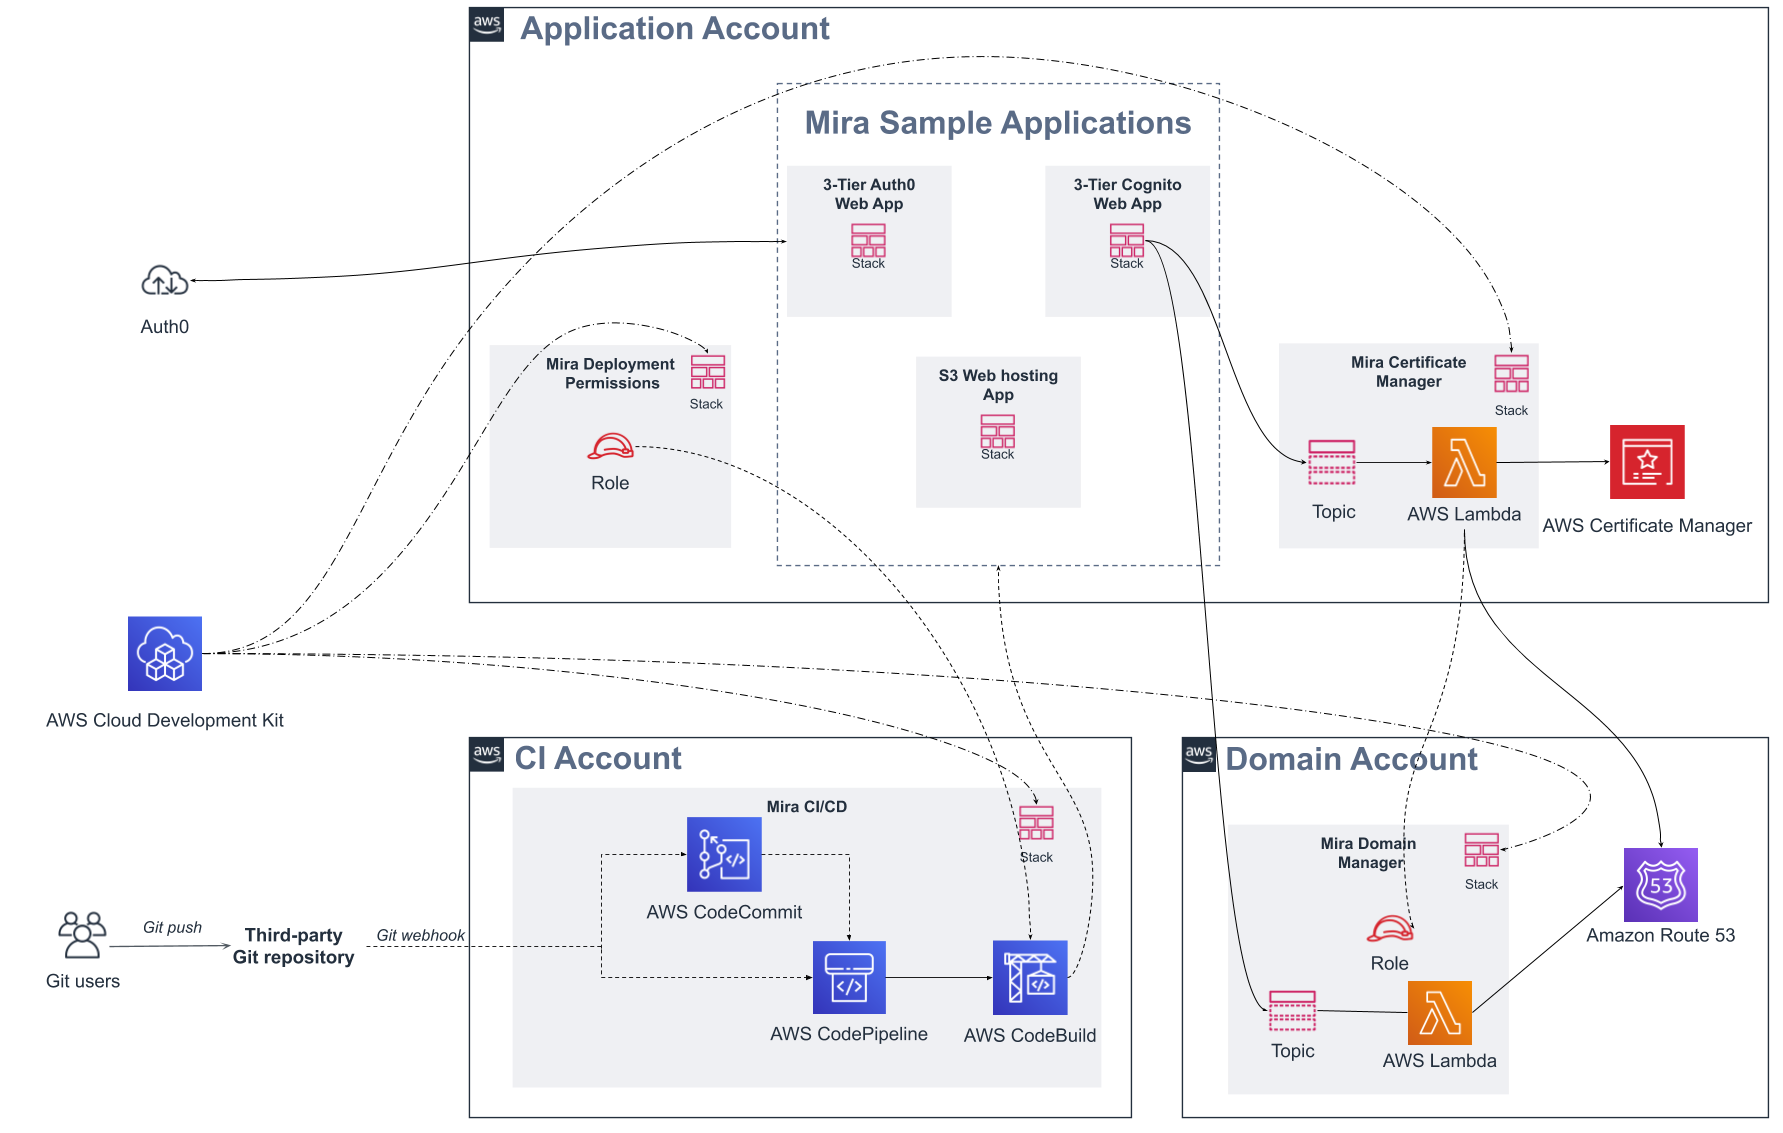 aws
Application Account
Mira Sample Applications
3-Tier Auth0
Web App
Stack
3-Tier Cognito
Web App
Stack
Auth0
Mira Deployment
Permissions
Stack
Role
S3 Web hosting
App
Stack
Mira Certificate
Manager
Stack
Topic
AWS Lambda
AWS Certificate Manager
AWS Cloud Development Kit
aws
CI Account
Mira CI/CD
Stack
AWS CodeCommit
Git users
Git push
Third-party
Git repository
Git webhook
AWS CodePipeline
AWS CodeBuild
aws
Domain Account
Mira Domain
Manager
Stack
Role
53
Amazon Route 53
Topic
AWS Lambda